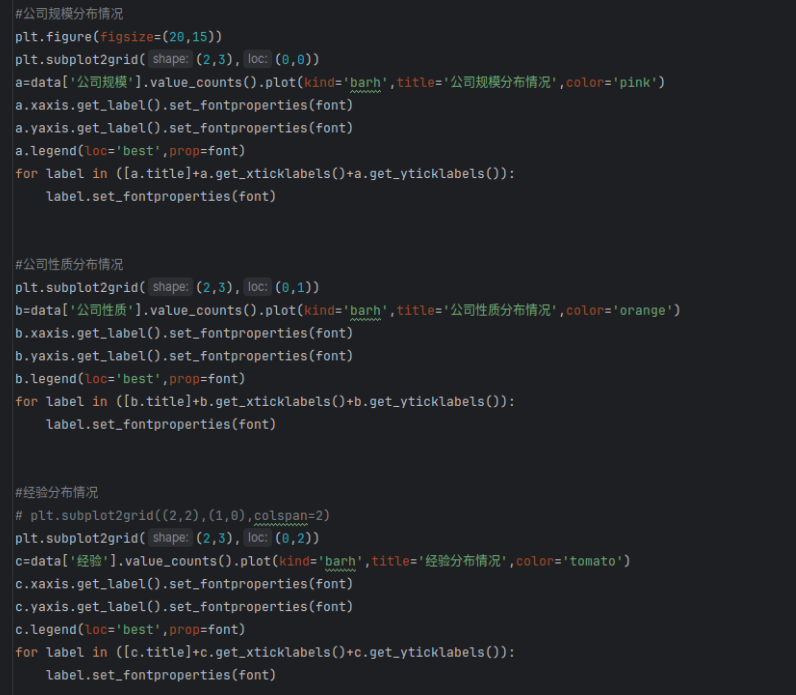 #公司规模分布情况
plt.figure(figsize=(20,15))
plt.subplot2grid( shape: (2,3), loc: (0,0))
a=data['公司规模'].value_counts().plot(kind='barh',title='公司规模分布情况',color='pink')
a.xaxis.get_label().set_fontproperties(font)
a.yaxis.get_label().set_fontproperties(font)
a.legend(loc='best',prop=font)
for label in ([a.title]+a.get_xticklabels()+a.get_yticklabels()):
    label.set_fontproperties(font)
#公司性质分布情况
plt.subplot2grid( shape: (2,3), loc: (0,1))
b=data['公司性质'].value_counts().plot(kind='barh',title='公司性质分布情况',color='orange')
b.xaxis.get_label().set_fontproperties(font)
b.yaxis.get_label().set_fontproperties(font)
b.legend(loc='best',prop=font)
for label in ([b.title]+b.get_xticklabels()+b.get_yticklabels()):
    label.set_fontproperties(font)
#经验分布情况
# plt.subplot2grid((2,2),(1,0),colspan=2)
plt.subplot2grid( shape: (2,3), loc: (0,2))
c=data['经验'].value_counts().plot(kind='barh',title='经验分布情况',color='tomato')
c.xaxis.get_label().set_fontproperties(font)
c.yaxis.get_label().set_fontproperties(font)
c.legend(loc='best',prop=font)
for label in ([c.title]+c.get_xticklabels()+c.get_yticklabels()):
    label.set_fontproperties(font)